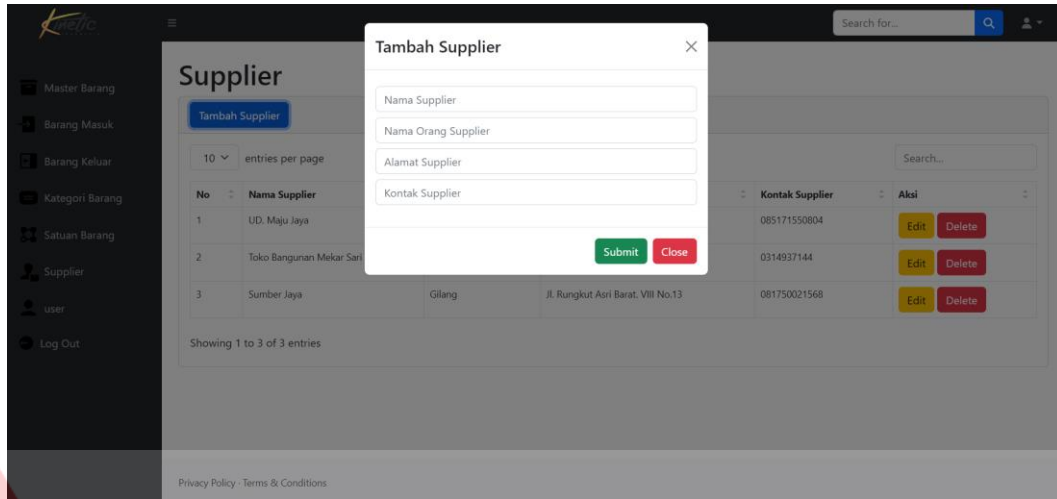 Kinetic
Search for...
Master Barang
Barang Masuk
Barang Keluar
Kategori Barang
Satuan Barang
Supplier
user
Log Out
Supplier
Tambah Supplier
10 entries per page
Search...
No Nama Supplier Kontak Supplier Aksi
1 UD. Maju Jaya 085171550804 Edit Delete
2 Toko Bangunan Mekar Sari 0314937144 Edit Delete
3 Sumber Jaya Gilang Jl. Rungkut Asri Barat. VIII No.13 081750021568 Edit Delete
Showing 1 to 3 of 3 entries
Tambah Supplier
Nama Supplier
Nama Orang Supplier
Alamat Supplier
Kontak Supplier
Submit Close
Privacy Policy · Terms & Conditions